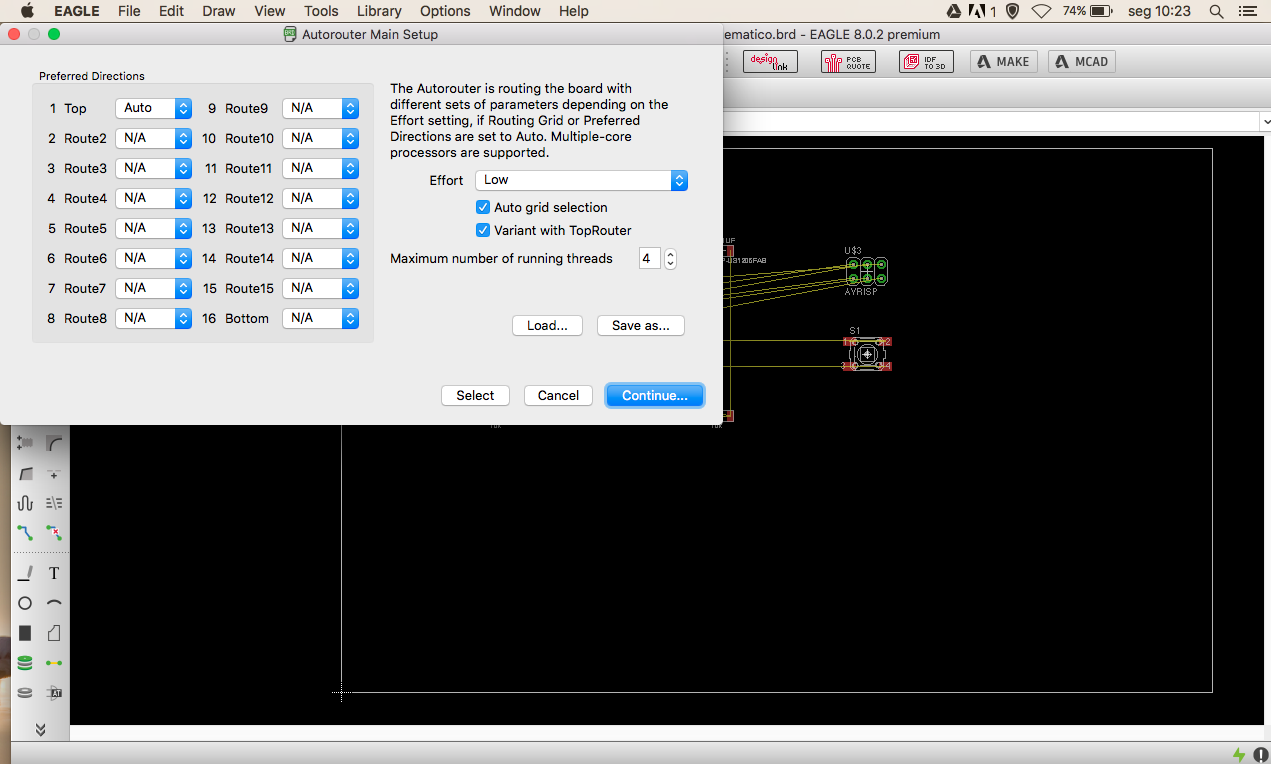 EAGLE File Edit Draw View Tools Library Options Window Help 1 74% seg 10:23
Autorouter Main Setup
ematico.brd - EAGLE 8.0.2 premium
design link
PCB QUOTE
IDF TO 3D
MAKE
MCAD
Preferred Directions
1 Top Auto 9 Route9 N/A
2 Route2 N/A 10 Route10 N/A
3 Route3 N/A 11 Route11 N/A
4 Route4 N/A 12 Route12 N/A
5 Route5 N/A 13 Route13 N/A
6 Route6 N/A 14 Route14 N/A
7 Route7 N/A 15 Route15 N/A
8 Route8 N/A 16 Bottom N/A
The Autorouter is routing the board with
different sets of parameters depending on the
Effort setting, if Routing Grid or Preferred
Directions are set to Auto. Multiple-core
processors are supported.
Effort Low
Auto grid selection
Variant with TopRouter
Maximum number of running threads 4
Load... Save as...
Select Cancel Continue...
UF
U$3
AVRISP
S1
1 2
3 4
10K
T